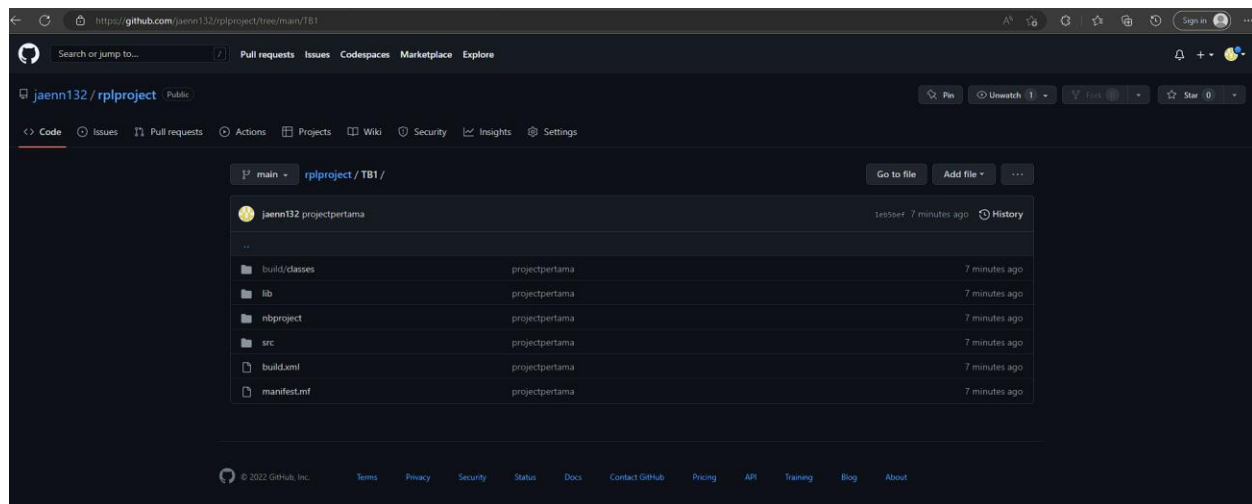 https://github.com/jaenn132/rplproject/tree/main/TB1 Sign in
Search or jump to... / Pull requests Issues Codespaces Marketplace Explore
jaenn132 / rplproject Public Pin Unwatch 1 Fork Star 0
Code Issues Pull requests Actions Projects Wiki Security Insights Settings
main rplproject / TB1 / Go to file Add file ...
jaenn132 projectpertama 7 minutes ago History
..
build/classes projectpertama 7 minutes ago
lib projectpertama 7 minutes ago
nbproject projectpertama 7 minutes ago
src projectpertama 7 minutes ago
build.xml projectpertama 7 minutes ago
manifest.mf projectpertama 7 minutes ago
© 2022 GitHub, Inc. Terms Privacy Security Status Docs Contact GitHub Pricing API Training Blog About